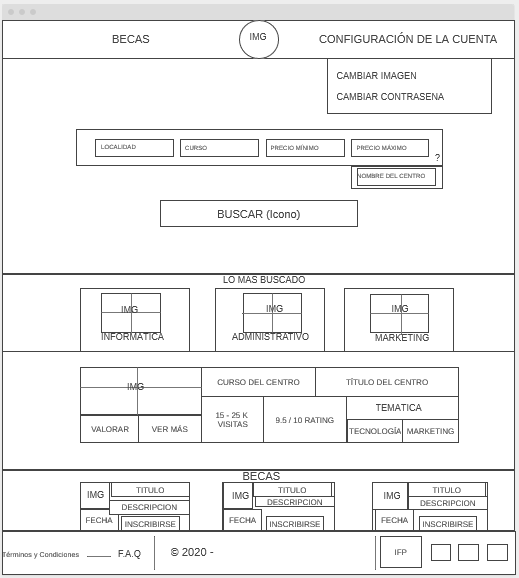 BECAS
IMG
CONFIGURACIÓN DE LA CUENTA
CAMBIAR IMAGEN
CAMBIAR CONTRASENA
LOCALIDAD
CURSO
PRECIO MÍNIMO
PRECIO MÁXIMO
?
NOMBRE DEL CENTRO
BUSCAR (Icono)
LO MAS BUSCADO
IMG
IMG
IMG
INFORMATICA
ADMINISTRATIVO
MARKETING
IMG
CURSO DEL CENTRO
TÍTULO DEL CENTRO
15 - 25 K
VISITAS
9.5 / 10 RATING
TEMATICA
VALORAR
VER MÁS
TECNOLOGÍA
MARKETING
BECAS
IMG
TITULO
DESCRIPCION
FECHA
INSCRIBIRSE
IMG
TITULO
DESCRIPCION
FECHA
INSCRIBIRSE
IMG
TITULO
DESCRIPCION
FECHA
INSCRIBIRSE
Términos y Condiciones
F.A.Q
© 2020 -
IFP